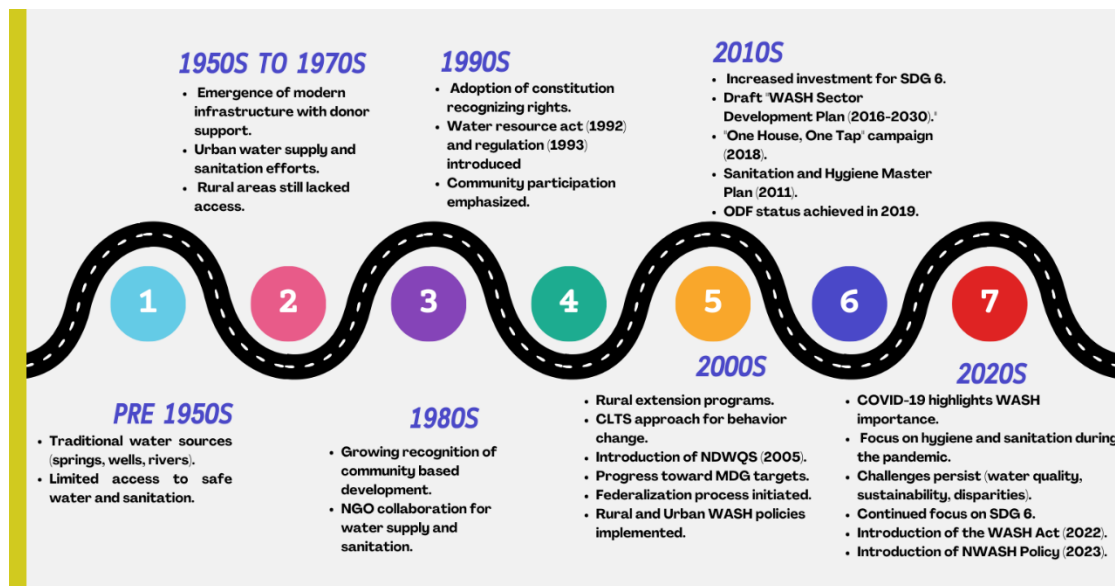 PRE 1950S
• Traditional water sources
(springs, wells, rivers).
• Limited access to safe
water and sanitation.
1
1950S TO 1970S
• Emergence of modern
infrastructure with donor
support.
• Urban water supply and
sanitation efforts.
• Rural areas still lacked
access.
2
1980S
• Growing recognition of
community based
development.
• NGO collaboration for
water supply and
sanitation.
3
1990S
• Adoption of constitution
recognizing rights.
• Water resource act (1992)
and regulation (1993)
introduced
• Community participation
emphasized.
4
2000S
• Rural extension programs.
• CLTS approach for behavior
change.
• Introduction of NDWQS (2005).
• Progress toward MDG targets.
• Federalization process initiated.
• Rural and Urban WASH policies
implemented.
5
2010S
• Increased investment for SDG 6.
• Draft "WASH Sector
Development Plan (2016-2030)."
• "One House, One Tap" campaign
(2018).
• Sanitation and Hygiene Master
Plan (2011).
• ODF status achieved in 2019.
6
2020S
• COVID-19 highlights WASH
importance.
• Focus on hygiene and sanitation during
the pandemic.
• Challenges persist (water quality,
sustainability, disparities).
• Continued focus on SDG 6.
• Introduction of the WASH Act (2022).
• Introduction of NWASH Policy (2023).
7